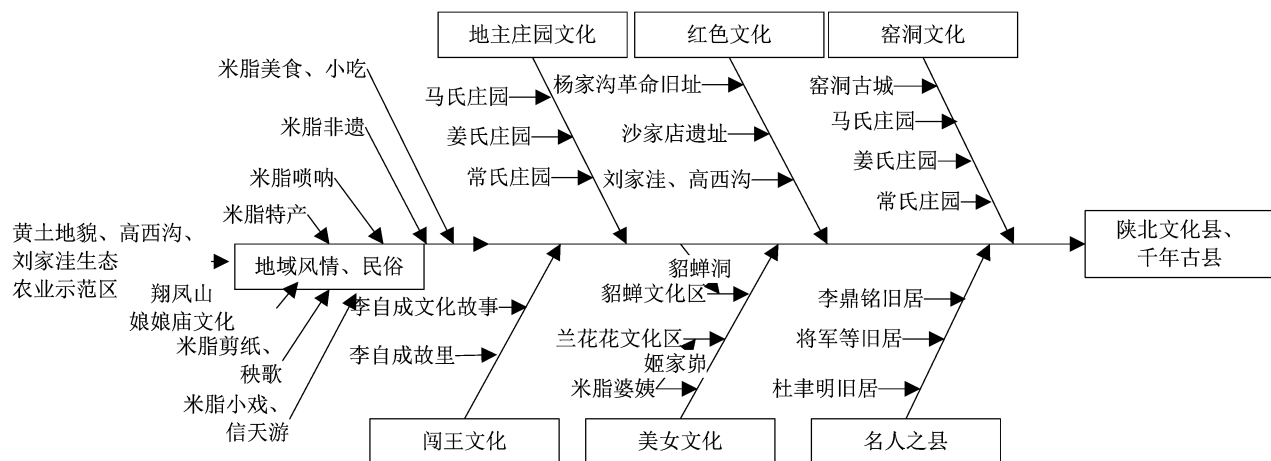 地主庄园文化
红色文化
窑洞文化
米脂美食、小吃
米脂非遗
米脂唢呐
米脂特产
马氏庄园
姜氏庄园
常氏庄园
杨家沟革命旧址
沙家店遗址
刘家洼、高西沟
窑洞古城
马氏庄园
姜氏庄园
常氏庄园
黄土地貌、高西沟、
刘家洼生态
农业示范区
地域风情、民俗
陕北文化县、
千年古县
翔凤山
娘娘庙文化
米脂剪纸、
秧歌
米脂小戏、
信天游
李自成文化故事
李自成故里
貂蝉洞
貂蝉文化区
兰花花文化区
姬家峁
米脂婆姨
李鼎铭旧居
将军等旧居
杜聿明旧居
闯王文化
美女文化
名人之县